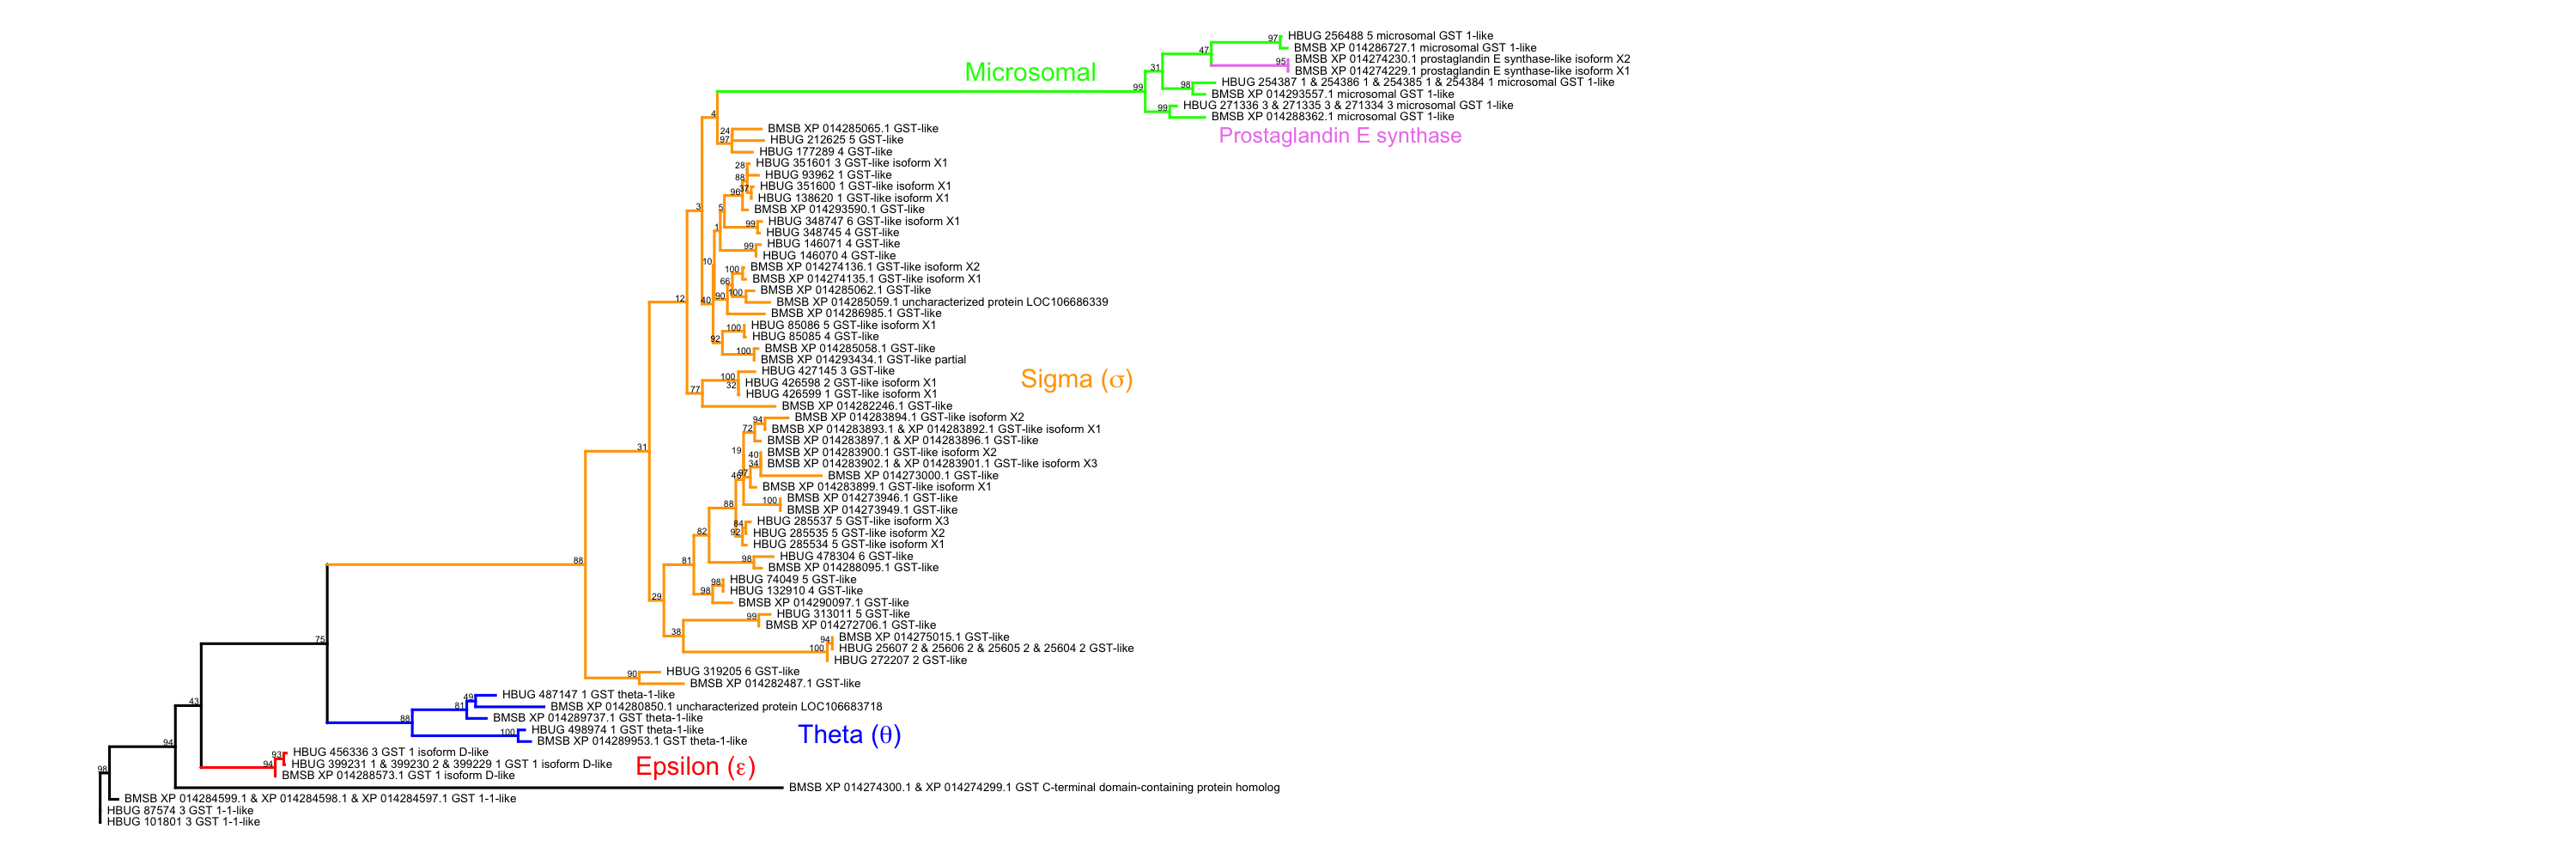 HBUG 256488 5 microsomal GST 1-like
BMSB XP 014286727.1 microsomal GST 1-like
BMSB XP 014274230.1 prostaglandin E synthase-like isoform X2
BMSB XP 014274229.1 prostaglandin E synthase-like isoform X1
HBUG 254387 1 & 254386 1 & 254385 1 & 254384 1 microsomal GST 1-like
BMSB XP 014293557.1 microsomal GST 1-like
HBUG 271336 3 & 271335 3 & 271334 3 microsomal GST 1-like
BMSB XP 014288362.1 microsomal GST 1-like
97
47
95
31
98
99
99
Microsomal
Prostaglandin E synthase
BMSB XP 014285065.1 GST-like
HBUG 212625 5 GST-like
HBUG 177289 4 GST-like
HBUG 351601 3 GST-like isoform X1
HBUG 93962 1 GST-like
HBUG 351600 1 GST-like isoform X1
HBUG 138620 1 GST-like isoform X1
BMSB XP 014293590.1 GST-like
HBUG 348747 6 GST-like isoform X1
HBUG 348745 4 GST-like
HBUG 146071 4 GST-like
HBUG 146070 4 GST-like
BMSB XP 014274136.1 GST-like isoform X2
BMSB XP 014274135.1 GST-like isoform X1
BMSB XP 014285062.1 GST-like
BMSB XP 014285059.1 uncharacterized protein LOC106686339
BMSB XP 014286985.1 GST-like
HBUG 85086 5 GST-like isoform X1
HBUG 85085 4 GST-like
BMSB XP 014285058.1 GST-like
BMSB XP 014293434.1 GST-like partial
HBUG 427145 3 GST-like
HBUG 426598 2 GST-like isoform X1
HBUG 426599 1 GST-like isoform X1
BMSB XP 014282246.1 GST-like
4
24
97
28
88
37
96
5
99
1
99
3
10
100
66
100
90
40
12
100
92
100
100
32
77
Sigma (σ)
BMSB XP 014283894.1 GST-like isoform X2
BMSB XP 014283893.1 & XP 014283892.1 GST-like isoform X1
BMSB XP 014283897.1 & XP 014283896.1 GST-like
BMSB XP 014283900.1 GST-like isoform X2
BMSB XP 014283902.1 & XP 014283901.1 GST-like isoform X3
BMSB XP 014273000.1 GST-like
BMSB XP 014283899.1 GST-like isoform X1
BMSB XP 014273946.1 GST-like
BMSB XP 014273949.1 GST-like
HBUG 285537 5 GST-like isoform X3
HBUG 285535 5 GST-like isoform X2
HBUG 285534 5 GST-like isoform X1
HBUG 478304 6 GST-like
BMSB XP 014288095.1 GST-like
HBUG 74049 5 GST-like
HBUG 132910 4 GST-like
BMSB XP 014290097.1 GST-like
HBUG 313011 5 GST-like
BMSB XP 014272706.1 GST-like
BMSB XP 014275015.1 GST-like
HBUG 25607 2 & 25606 2 & 25605 2 & 25604 2 GST-like
HBUG 272207 2 GST-like
HBUG 319205 6 GST-like
BMSB XP 014282487.1 GST-like
94
72
19
40
34
97
46
31
100
88
84
92
82
98
81
88
98
98
29
99
38
94
100
90
HBUG 487147 1 GST theta-1-like
BMSB XP 014280850.1 uncharacterized protein LOC106683718
BMSB XP 014289737.1 GST theta-1-like
HBUG 498974 1 GST theta-1-like
BMSB XP 014289953.1 GST theta-1-like
75
49
81
88
100
43
Theta (θ)
HBUG 456336 3 GST 1 isoform D-like
HBUG 399231 1 & 399230 2 & 399229 1 GST 1 isoform D-like
BMSB XP 014288573.1 GST 1 isoform D-like
94
93
94
98
Epsilon (ε)
BMSB XP 014274300.1 & XP 014274299.1 GST C-terminal domain-containing protein homolog
BMSB XP 014284599.1 & XP 014284598.1 & XP 014284597.1 GST 1-1-like
HBUG 87574 3 GST 1-1-like
HBUG 101801 3 GST 1-1-like